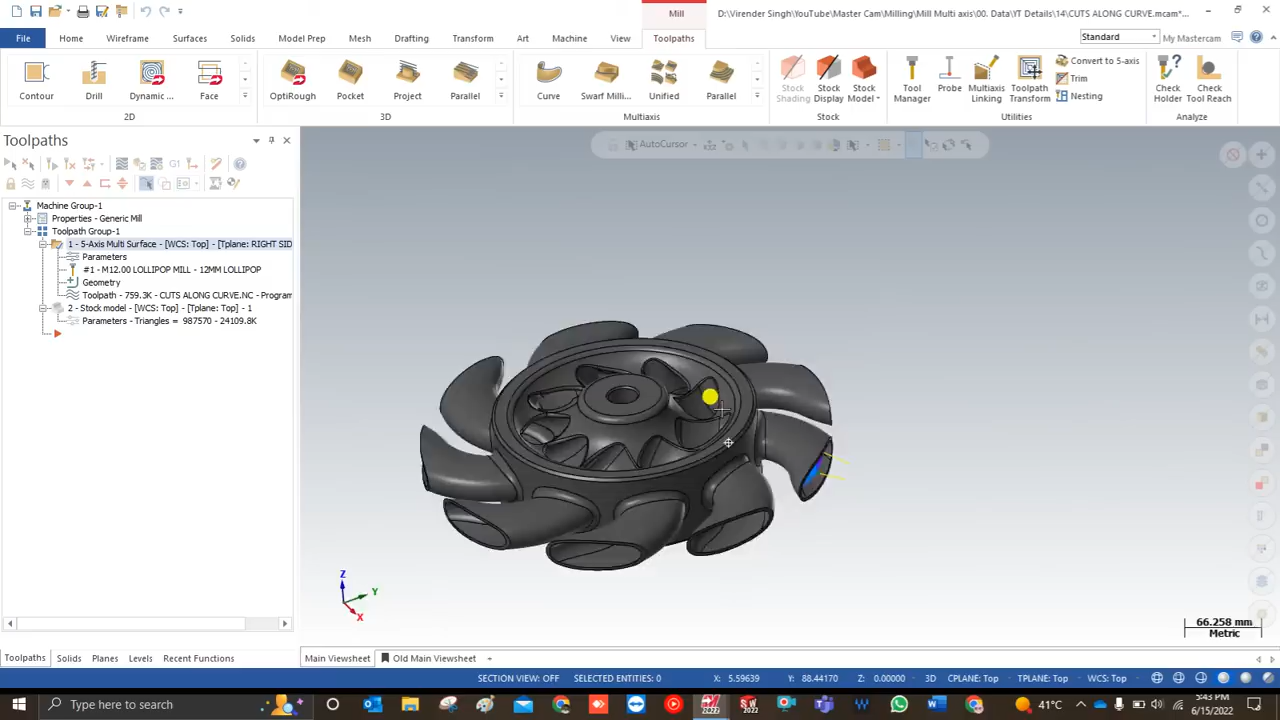 Mill
D:\Virender Singh\YouTube\Master Cam\Milling\Mill Multi axis\00. Data\YT Details\14\CUTS ALONG CURVE.mcam*...
File Home Wireframe Surfaces Solids Model Prep Mesh Drafting Transform Art Machine View Toolpaths
Standard
My Mastercam
Contour Drill Dynamic ... Face
2D
OptiRough Pocket Project Parallel
3D
Curve Swarf Milli... Unified Parallel
Multiaxis
Stock Shading Stock Display Stock Model
Stock
Tool Manager Probe Multiaxis Linking Toolpath Transform
Convert to 5-axis
Trim
Nesting
Utilities
Check Holder Check Tool Reach
Analyze
Toolpaths
AutoCursor
G1
Machine Group-1
Properties - Generic Mill
Toolpath Group-1
1 - 5-Axis Multi Surface - [WCS: Top] - [Tplane: RIGHT SID
Parameters
#1 - M12.00 LOLLIPOP MILL - 12MM LOLLIPOP
Geometry
Toolpath - 759.3K - CUTS ALONG CURVE.NC - Program
2 - Stock model - [WCS: Top] - [Tplane: Top] - 1
Parameters - Triangles = 987570 - 24109.8K
Z
Y
X
66.258 mm
Metric
Toolpaths Solids Planes Levels Recent Functions
Main Viewsheet Old Main Viewsheet
SECTION VIEW: OFF SELECTED ENTITIES: 0 X: 5.59639 Y: 88.44170 Z: 0.00000 3D CPLANE: Top TPLANE: Top WCS: Top
Type here to search
41°C
ENG
5:43 PM
6/15/2022